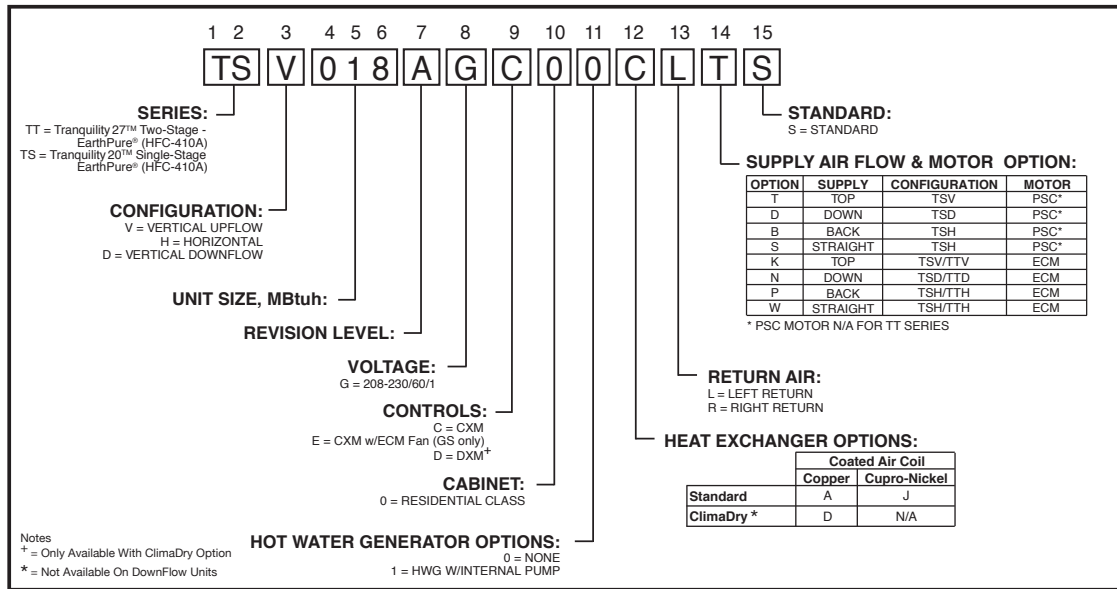 1 2 3 4 5 6 7 8 9 10 11 12 13 14 15
TS V 0 1 8 A G C 0 0 C L T S
SERIES:
TT = Tranquility 27™ Two-Stage -
EarthPure® (HFC-410A)
TS = Tranquility 20™ Single-Stage
EarthPure® (HFC-410A)
CONFIGURATION:
V = VERTICAL UPFLOW
H = HORIZONTAL
D = VERTICAL DOWNFLOW
UNIT SIZE, MBtuh:
REVISION LEVEL:
VOLTAGE:
G = 208-230/60/1
CONTROLS:
C = CXM
E = CXM w/ECM Fan (GS only)
D = DXM+
CABINET:
0 = RESIDENTIAL CLASS
HOT WATER GENERATOR OPTIONS:
0 = NONE
1 = HWG W/INTERNAL PUMP
Notes
+ = Only Available With ClimaDry Option
* = Not Available On DownFlow Units
STANDARD:
S = STANDARD
SUPPLY AIR FLOW & MOTOR OPTION:
OPTION SUPPLY CONFIGURATION MOTOR
T TOP TSV PSC*
D DOWN TSD PSC*
B BACK TSH PSC*
S STRAIGHT TSH PSC*
K TOP TSV/TTV ECM
N DOWN TSD/TTD ECM
P BACK TSH/TTH ECM
W STRAIGHT TSH/TTH ECM
* PSC MOTOR N/A FOR TT SERIES
RETURN AIR:
L = LEFT RETURN
R = RIGHT RETURN
HEAT EXCHANGER OPTIONS:
Coated Air Coil
Copper Cupro-Nickel
Standard A J
ClimaDry * D N/A